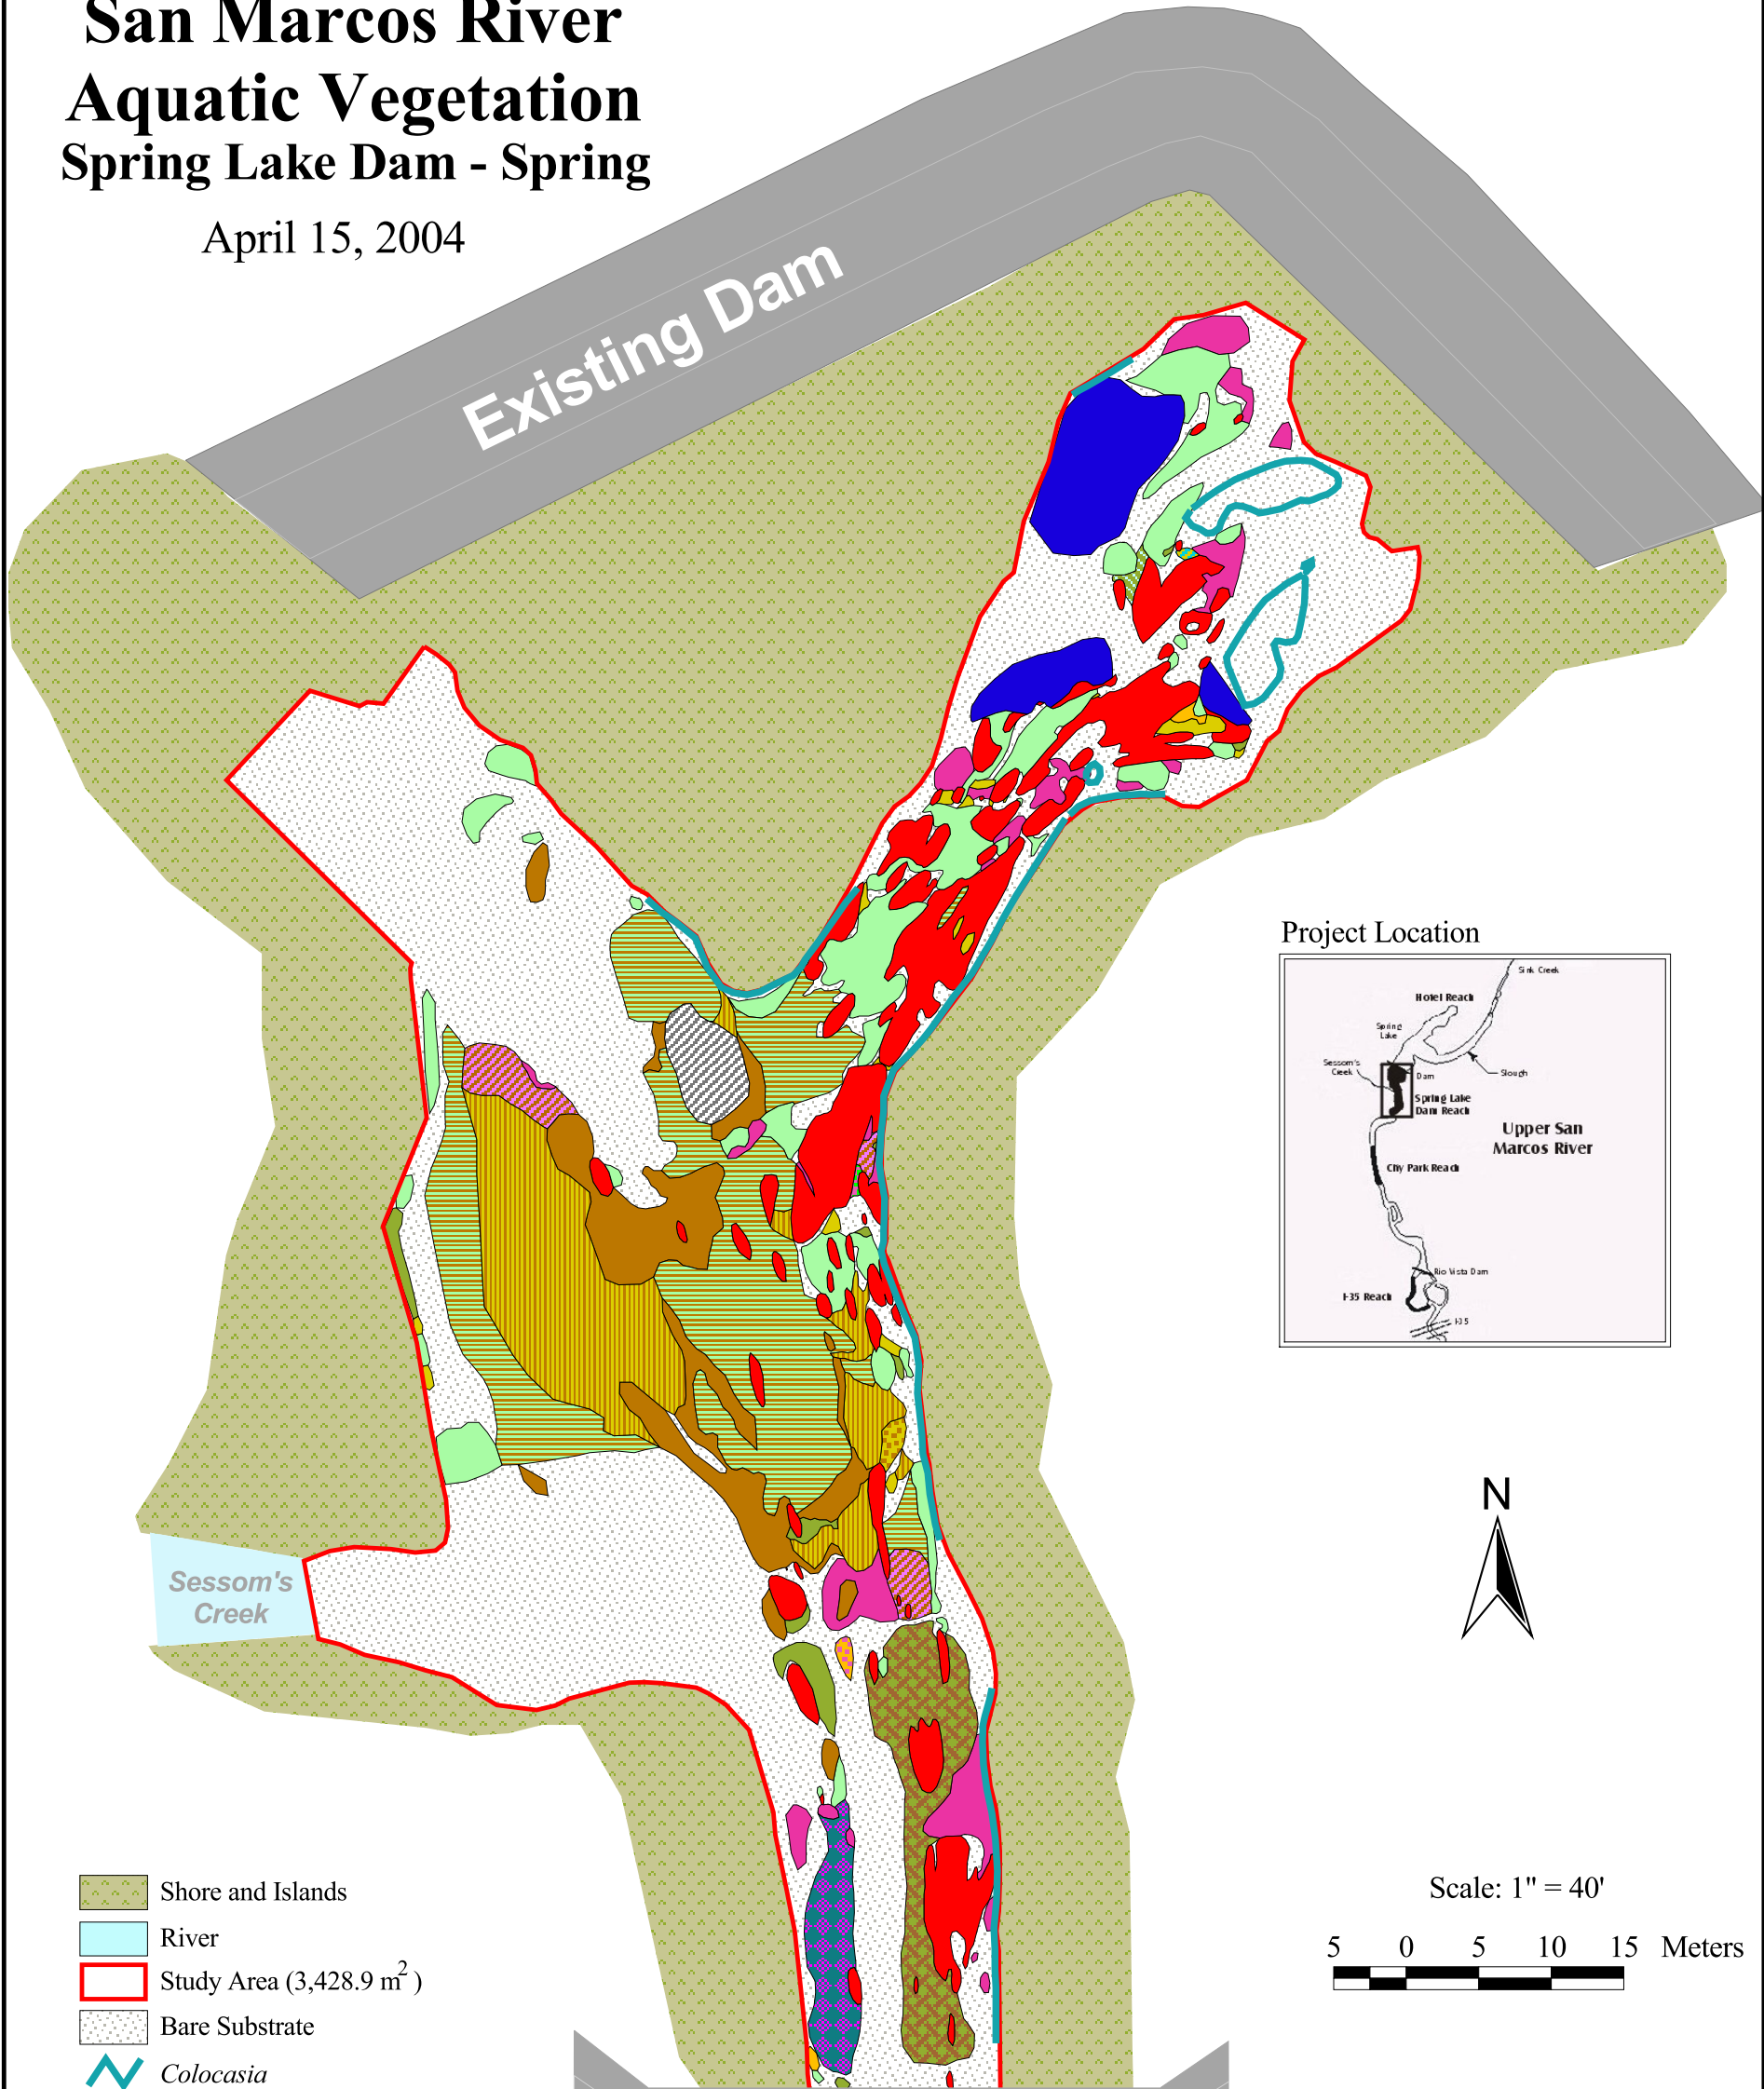 San Marcos River
Aquatic Vegetation
Spring Lake Dam - Spring
April 15, 2004
Existing Dam
Project Location
Sink Creek
Hotel Reach
Spring
Lake
Sessom's
Creek
Dam
Slough
Spring Lake
Dam Reach
Upper San
Marcos River
City Park Reach
Rio Vista Dam
I-35 Reach
I-35
N
Sessom's
Creek
Shore and Islands
River
Study Area (3,428.9 m2)
Bare Substrate
Colocasia
Scale: 1" = 40'
5 0 5 10 15 Meters